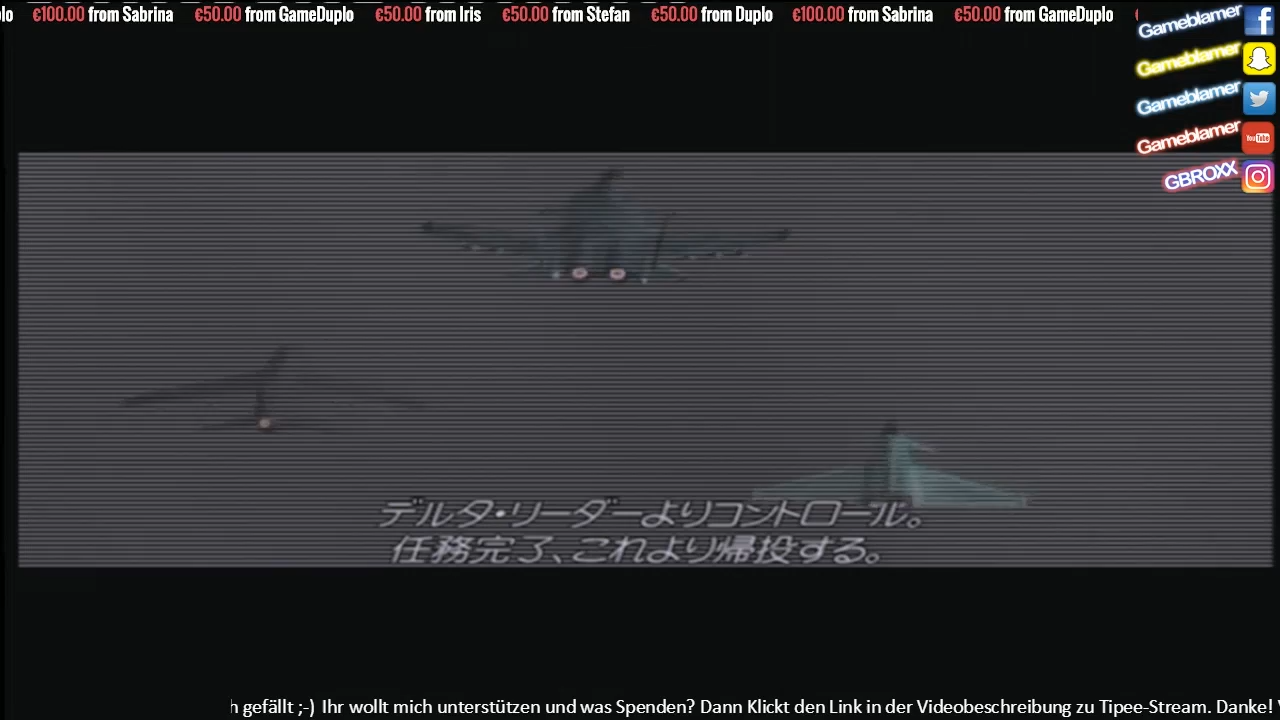 lo €100.00 from Sabrina €50.00 from GameDuplo €50.00 from Iris €50.00 from Stefan €50.00 from Duplo €100.00 from Sabrina €50.00 from GameDuplo
Gameblamer
Gameblamer
Gameblamer
Gameblamer YouTube
GBROXX
デルタ・リーダーよりコントロール。
任務完了、これより帰投する。
h gefällt ;-) Ihr wollt mich unterstützen und was Spenden? Dann Klickt den Link in der Videobeschreibung zu Tipee-Stream. Danke!